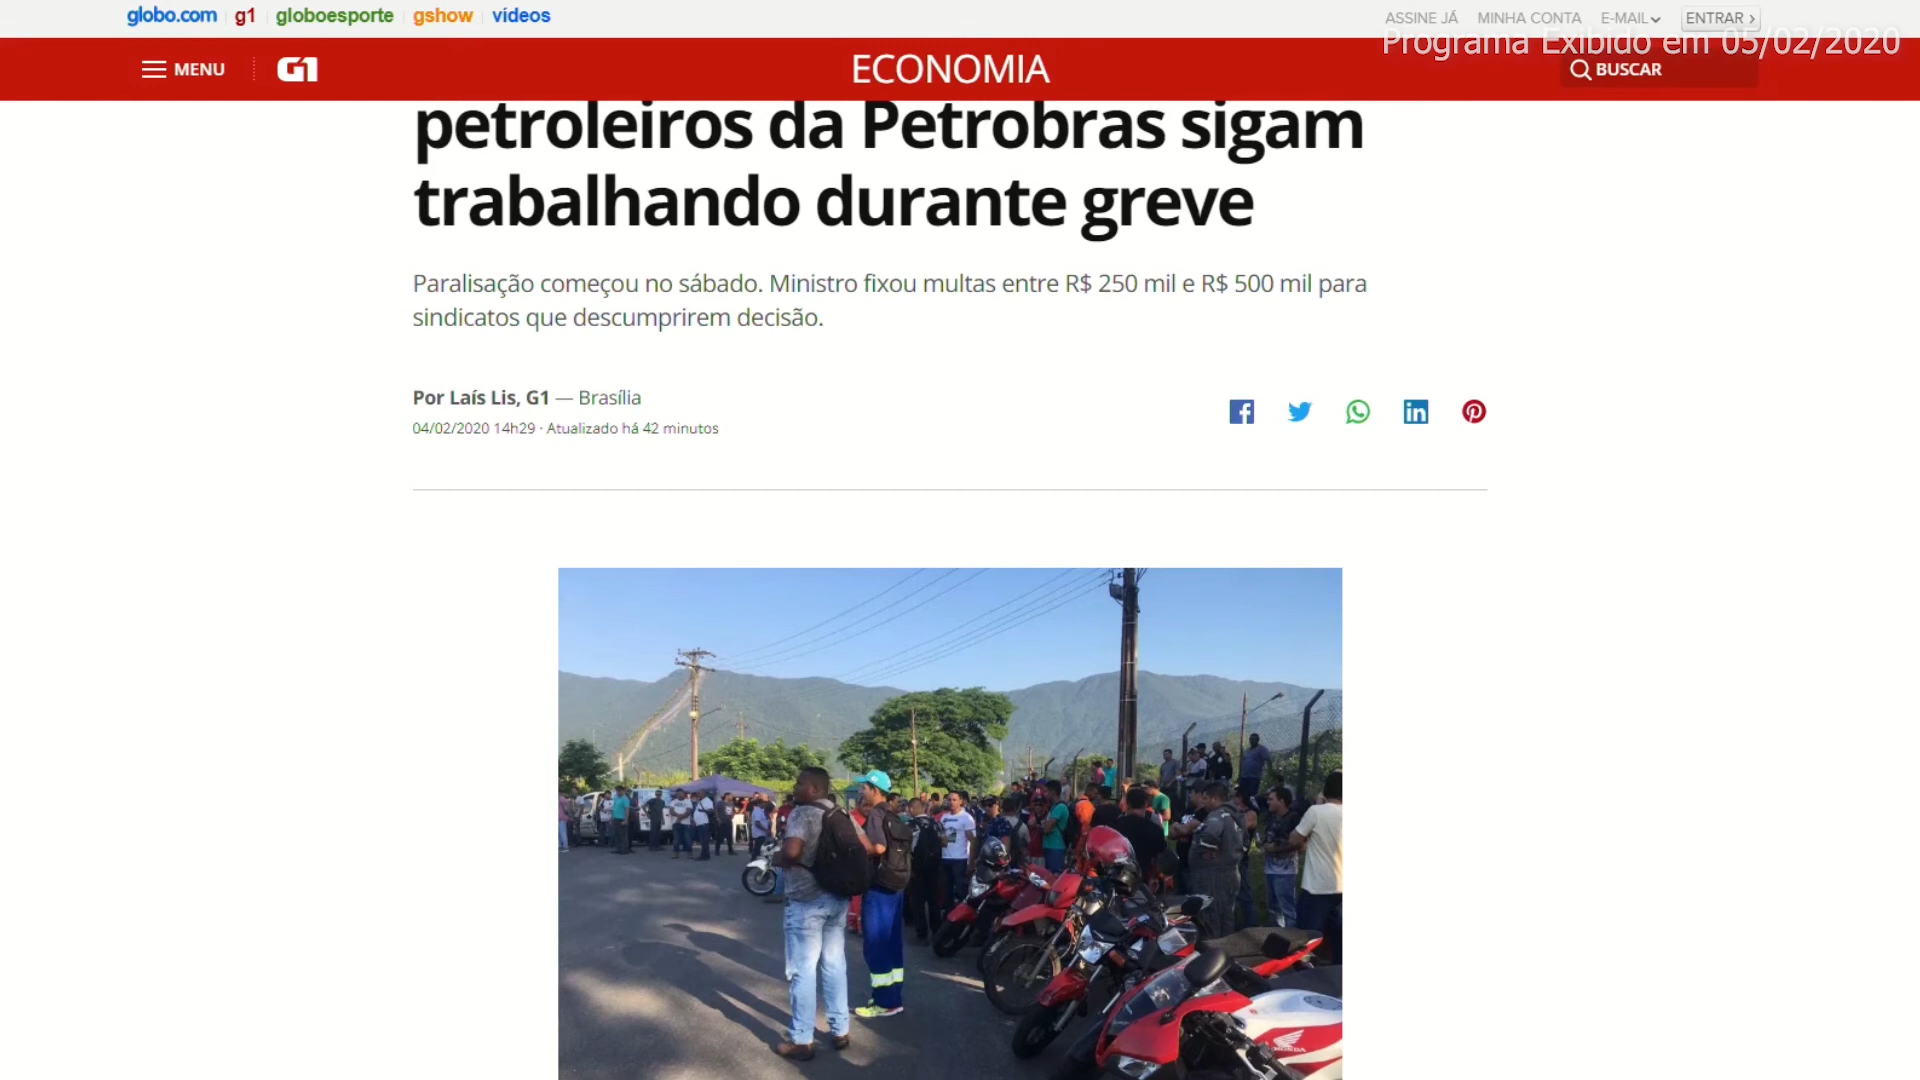 globo.com g1 globoesporte gshow vídeos
ASSINE JÁ MINHA CONTA E-MAIL ENTRAR ›
Programa Exibido em 05/02/2020
MENU G1 ECONOMIA BUSCAR
petroleiros da Petrobras sigam
trabalhando durante greve
Paralisação começou no sábado. Ministro fixou multas entre R$ 250 mil e R$ 500 mil para
sindicatos que descumprirem decisão.
Por Laís Lis, G1 — Brasília
04/02/2020 14h29 · Atualizado há 42 minutos
HONDA